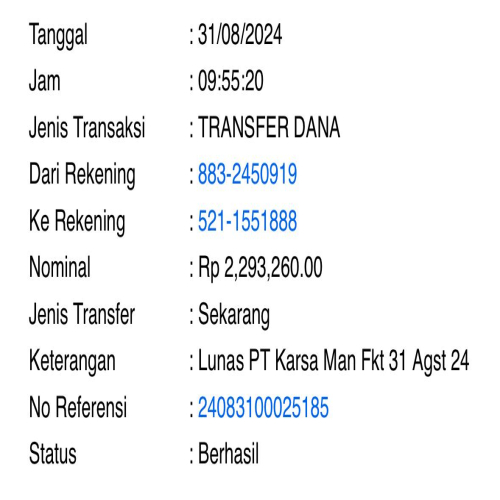 Tanggal : 31/08/2024
Jam : 09:55:20
Jenis Transaksi : TRANSFER DANA
Dari Rekening : 883-2450919
Ke Rekening : 521-1551888
Nominal : Rp 2,293,260.00
Jenis Transfer : Sekarang
Keterangan : Lunas PT Karsa Man Fkt 31 Agst 24
No Referensi : 24083100025185
Status : Berhasil